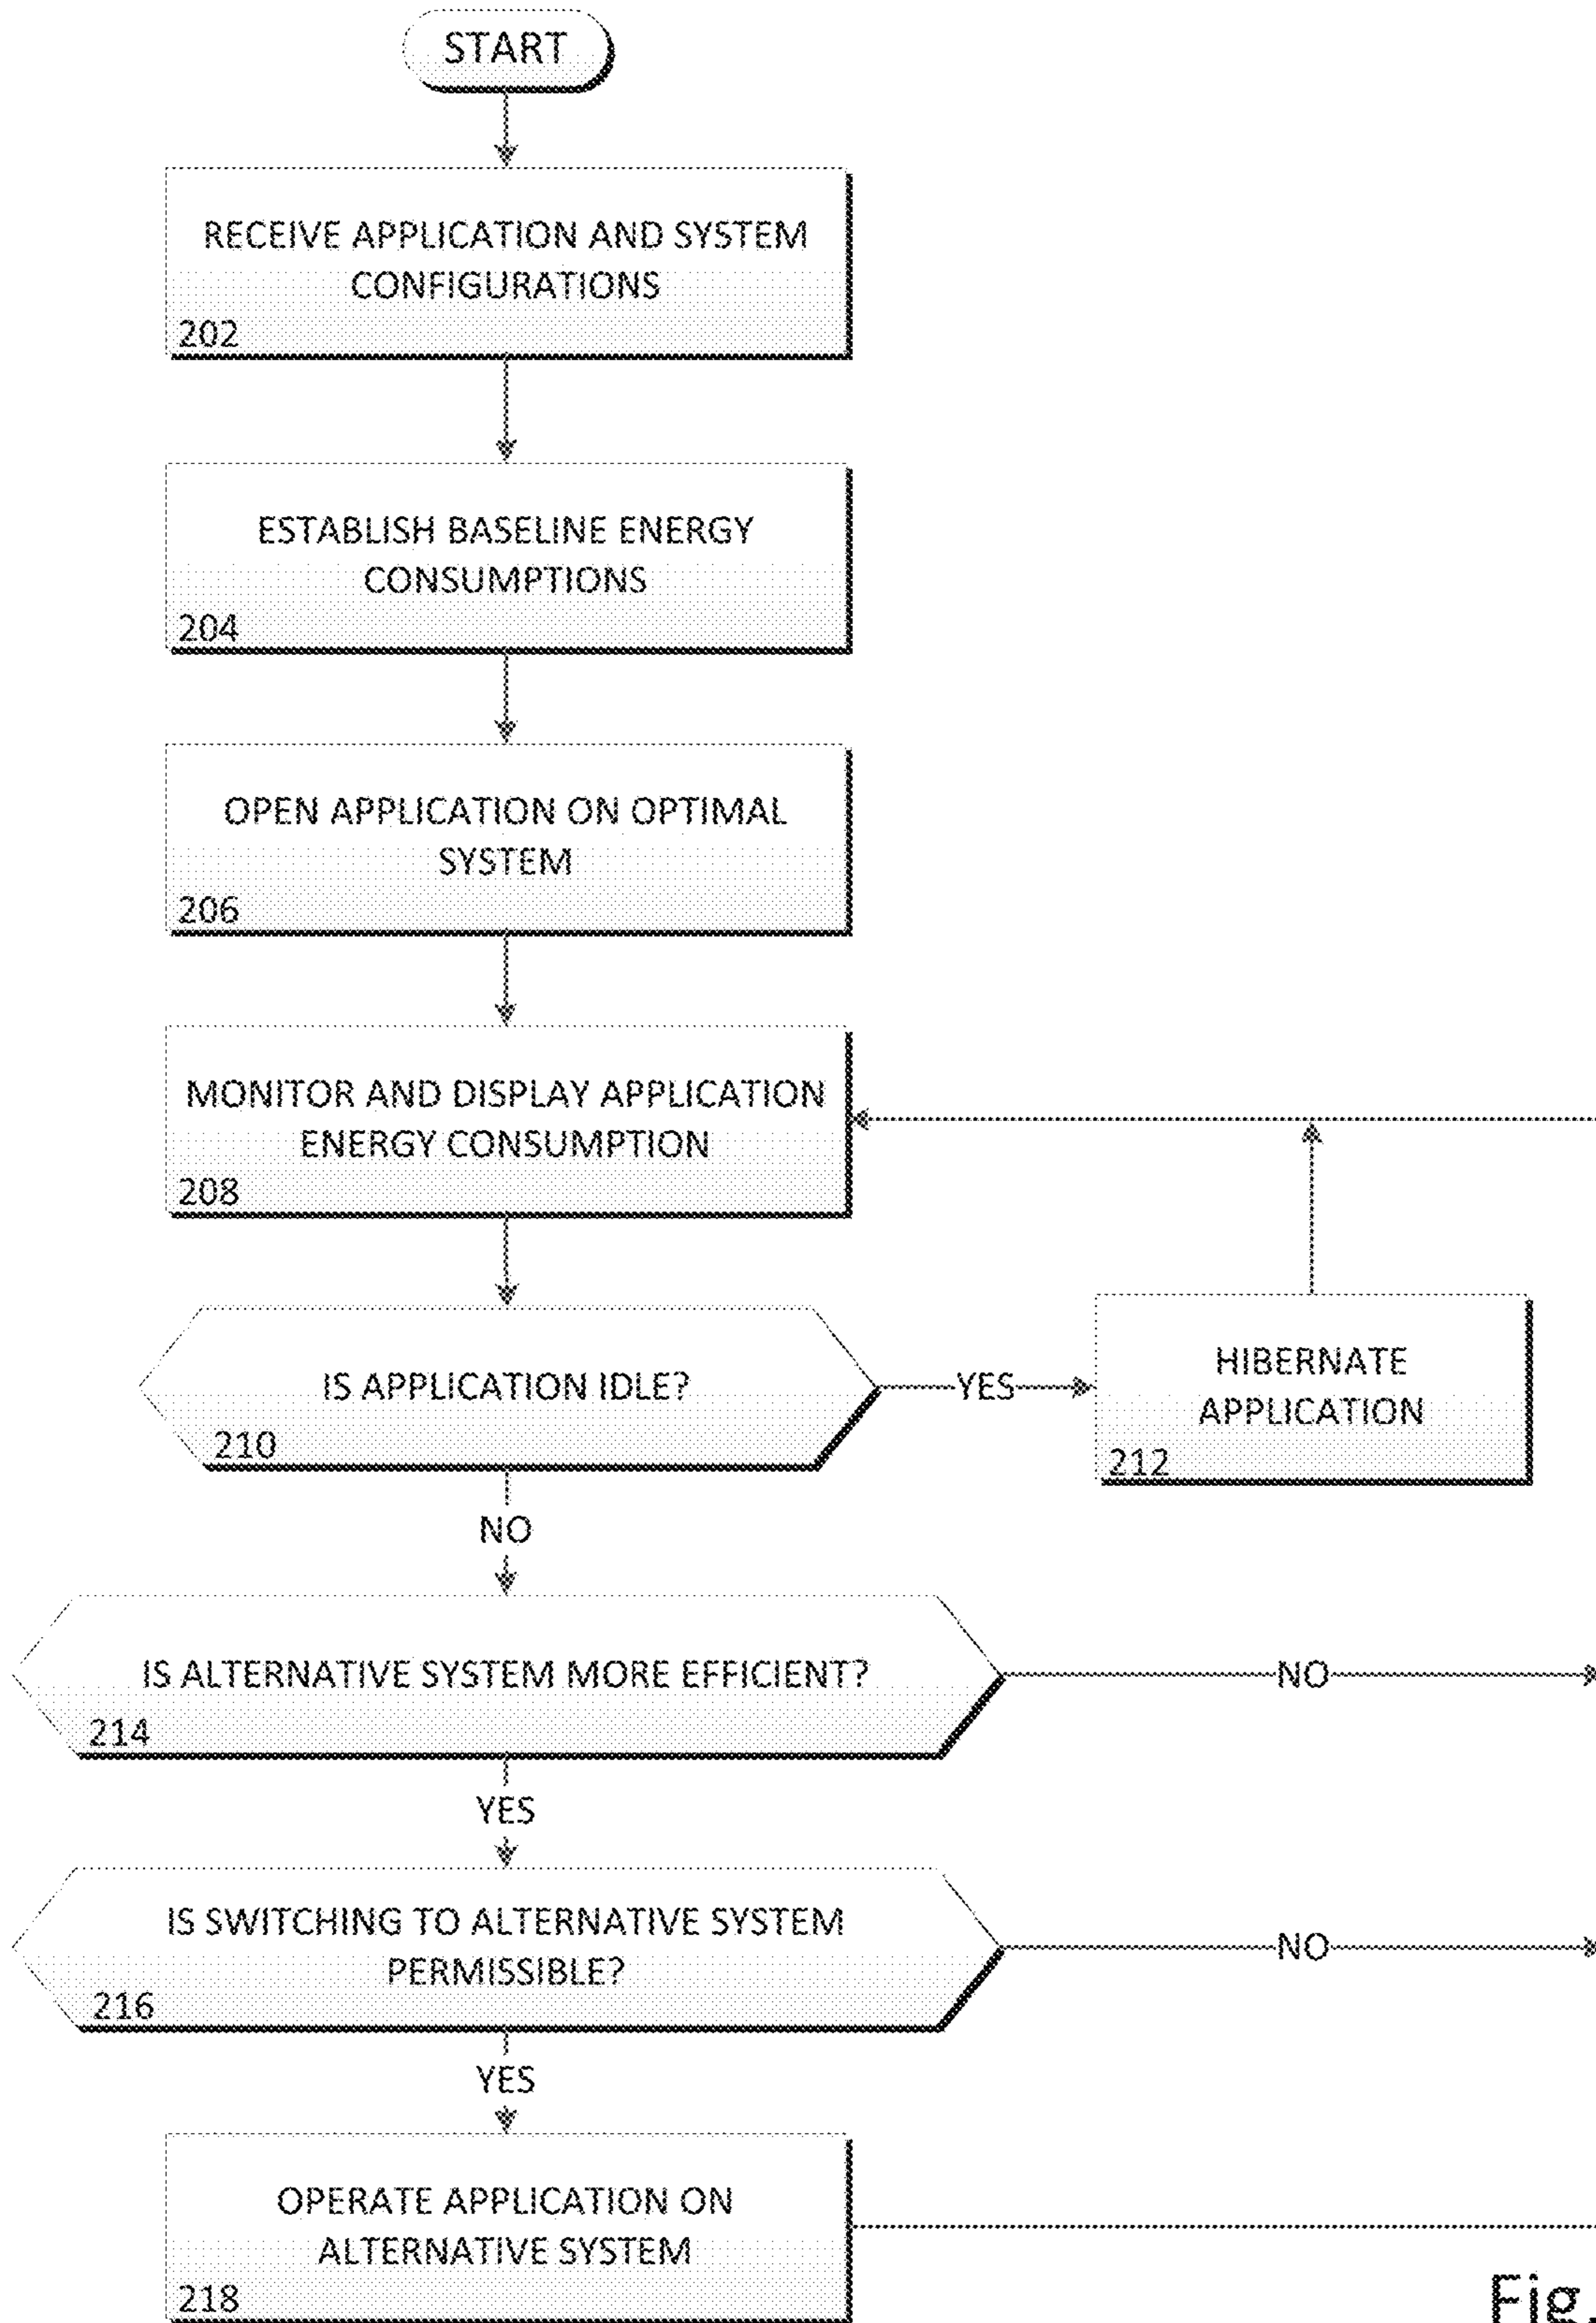 START
RECEIVE APPLICATION AND SYSTEM
CONFIGURATIONS
202
ESTABLISH BASELINE ENERGY
CONSUMPTIONS
204
OPEN APPLICATION ON OPTIMAL
SYSTEM
206
MONITOR AND DISPLAY APPLICATION
ENERGY CONSUMPTION
208
IS APPLICATION IDLE?
210
YES
HIBERNATE
APPLICATION
212
NO
IS ALTERNATIVE SYSTEM MORE EFFICIENT?
214
NO
YES
IS SWITCHING TO ALTERNATIVE SYSTEM
PERMISSIBLE?
216
NO
YES
OPERATE APPLICATION ON
ALTERNATIVE SYSTEM
218
Fig.